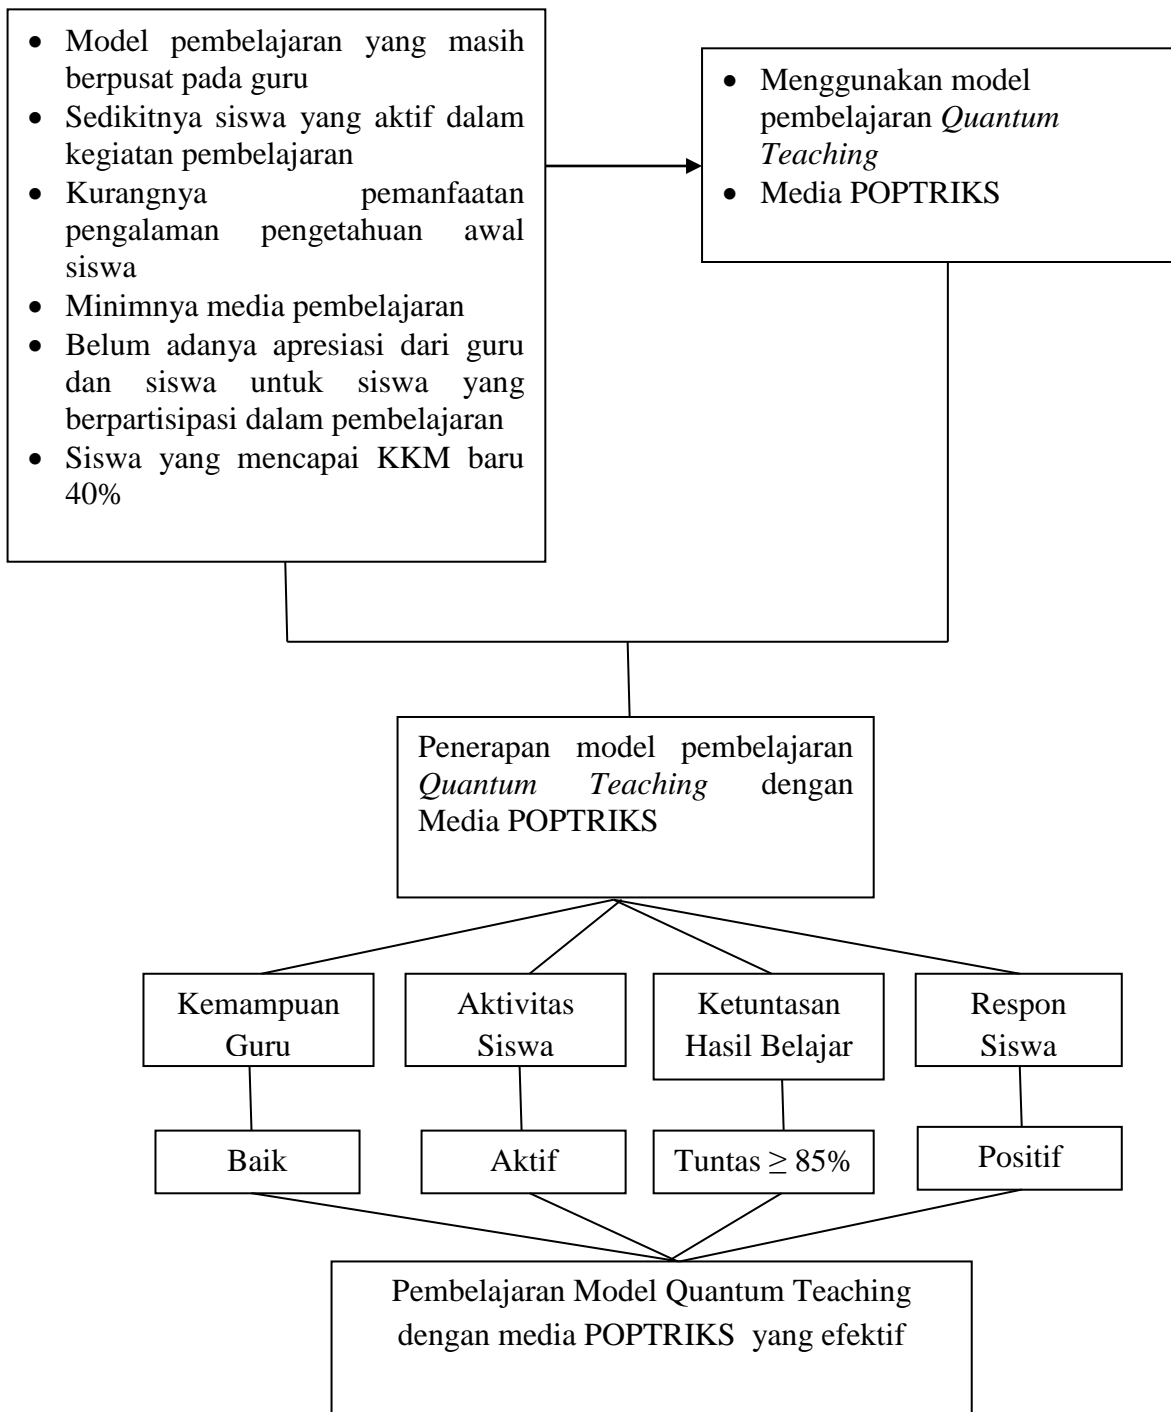 • Model pembelajaran yang masih
berpusat pada guru
• Sedikitnya siswa yang aktif dalam
kegiatan pembelajaran
• Kurangnya pemanfaatan
pengalaman pengetahuan awal
siswa
• Minimnya media pembelajaran
• Belum adanya apresiasi dari guru
dan siswa untuk siswa yang
berpartisipasi dalam pembelajaran
• Siswa yang mencapai KKM baru
40%
• Menggunakan model
pembelajaran Quantum
Teaching
• Media POPTRIKS
Penerapan model pembelajaran
Quantum Teaching dengan
Media POPTRIKS
Kemampuan
Guru
Aktivitas
Siswa
Ketuntasan
Hasil Belajar
Respon
Siswa
Baik
Aktif
Tuntas ≥ 85%
Positif
Pembelajaran Model Quantum Teaching
dengan media POPTRIKS yang efektif